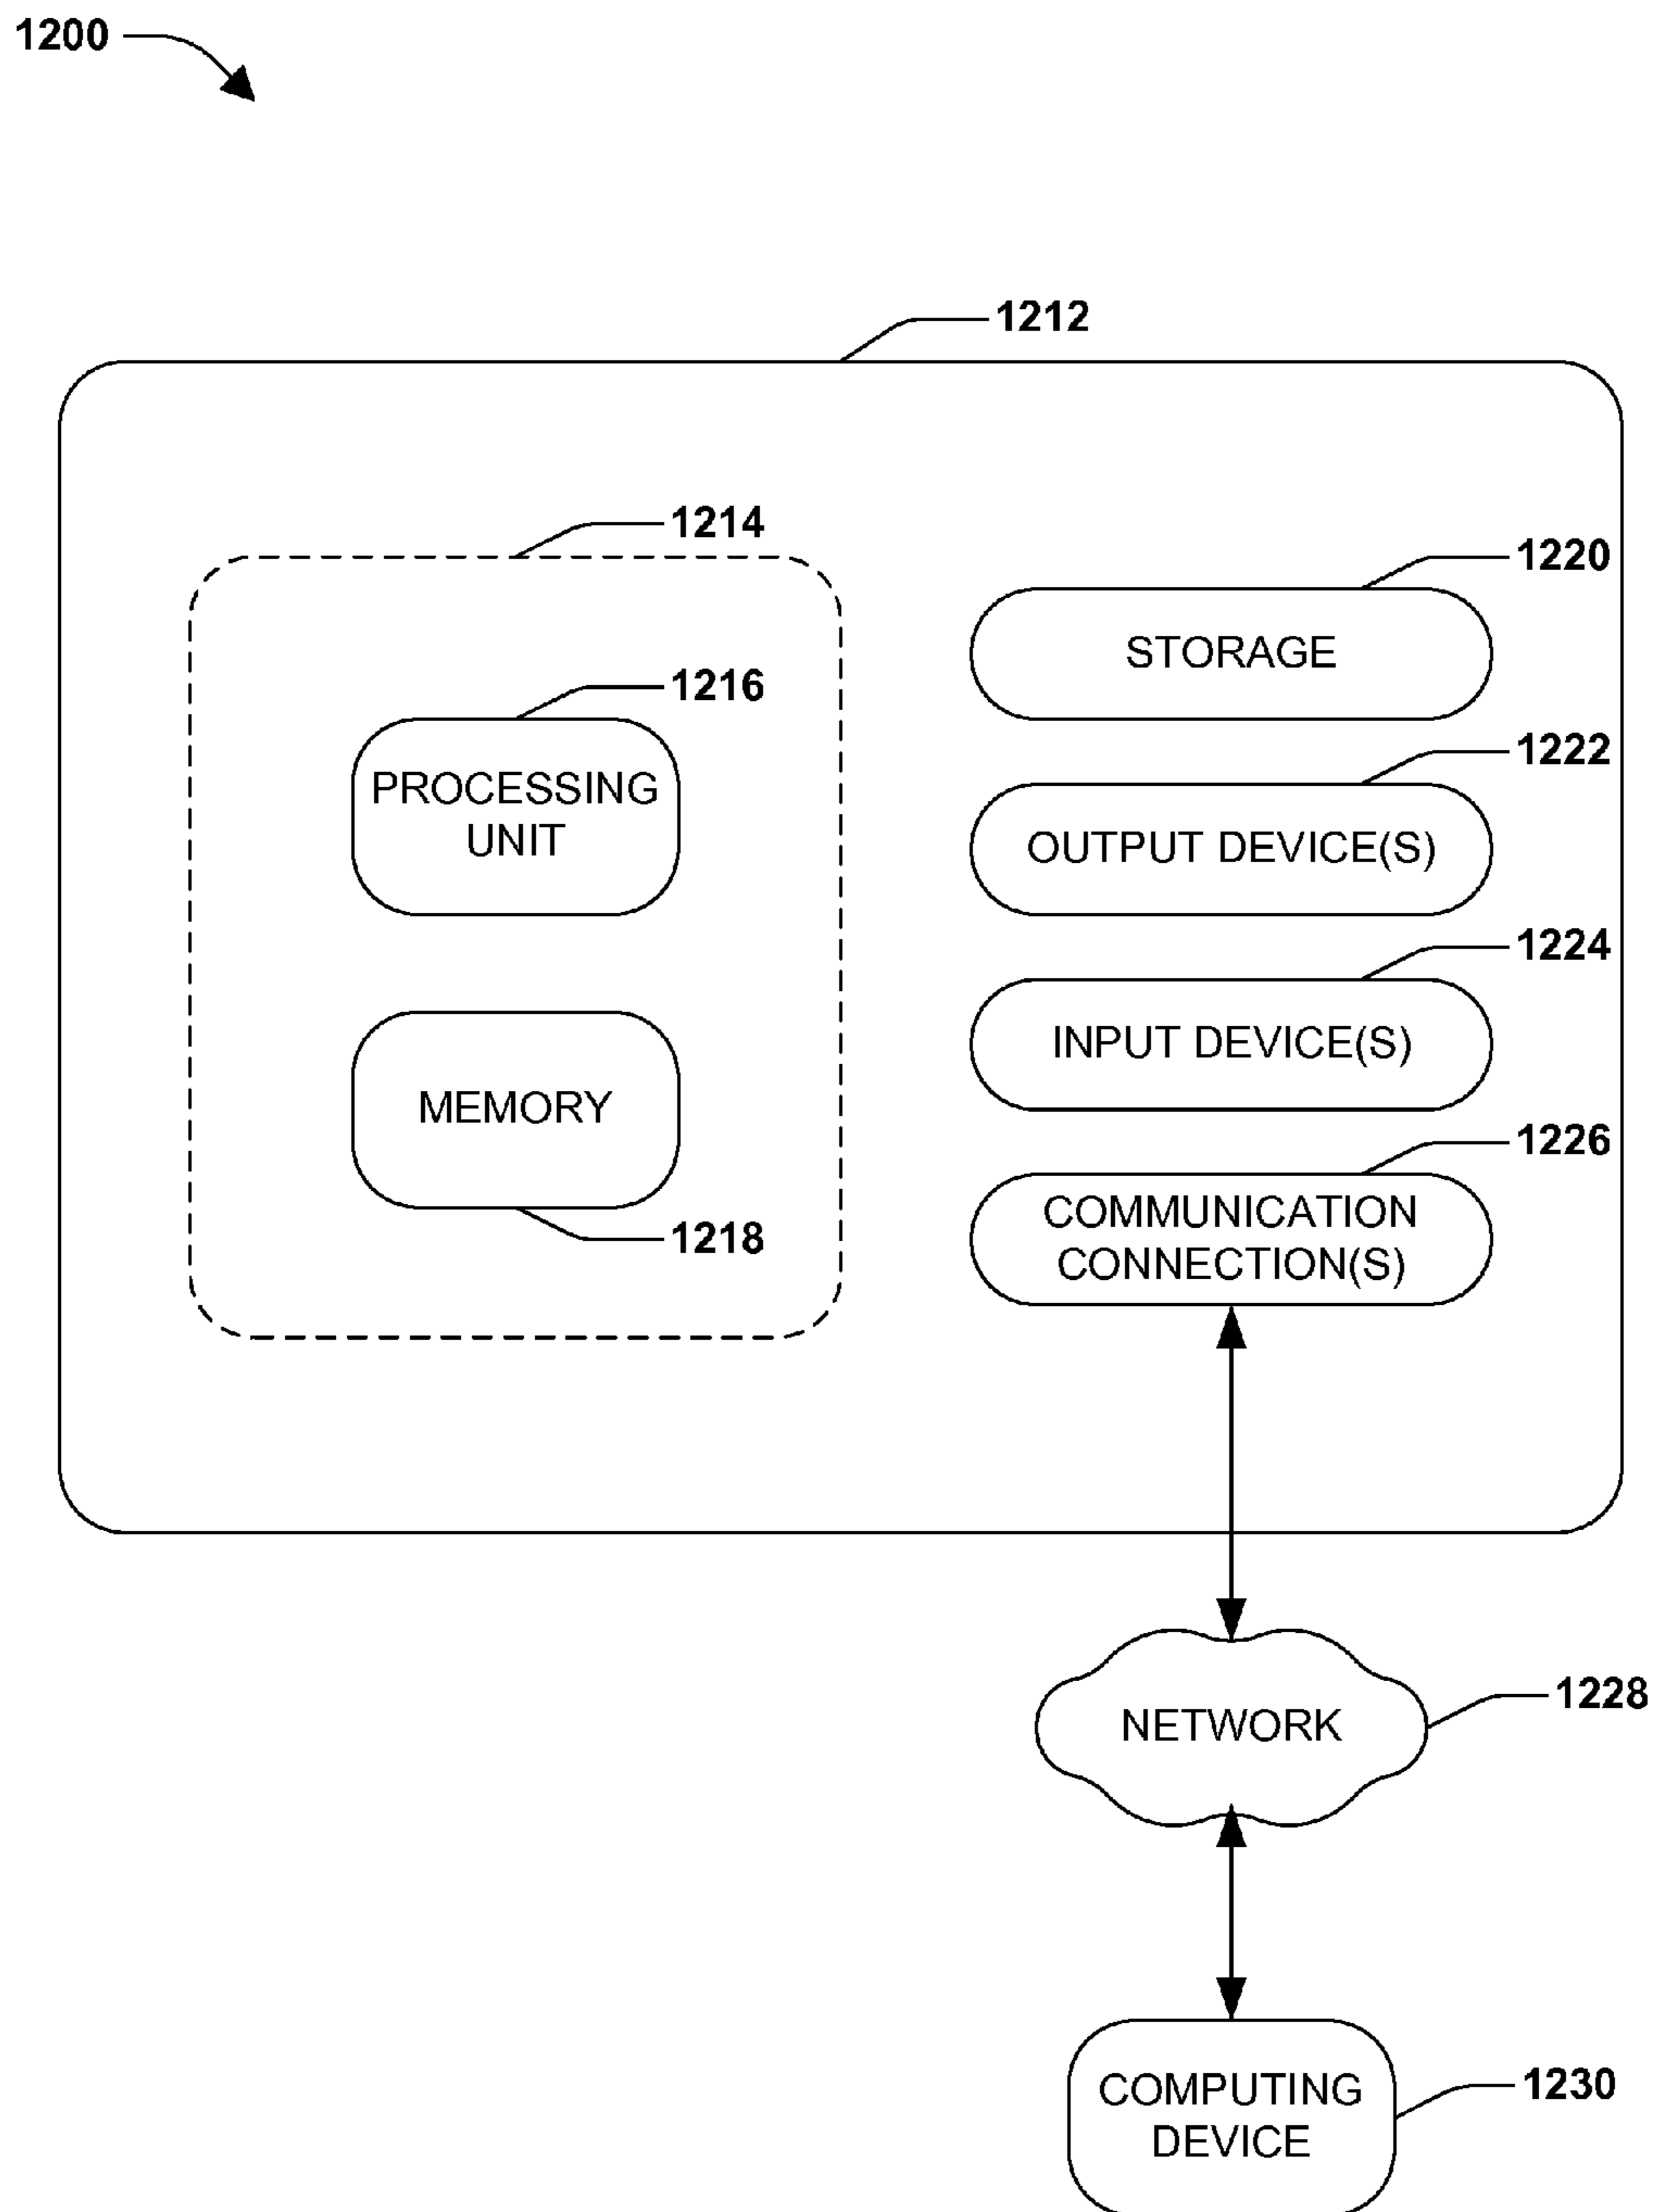 1200
1212
1214
1220
STORAGE
1216
1222
PROCESSING
UNIT
OUTPUT DEVICE(S)
1224
INPUT DEVICE(S)
MEMORY
1226
COMMUNICATION
CONNECTION(S)
1218
1228
NETWORK
1230
COMPUTING
DEVICE